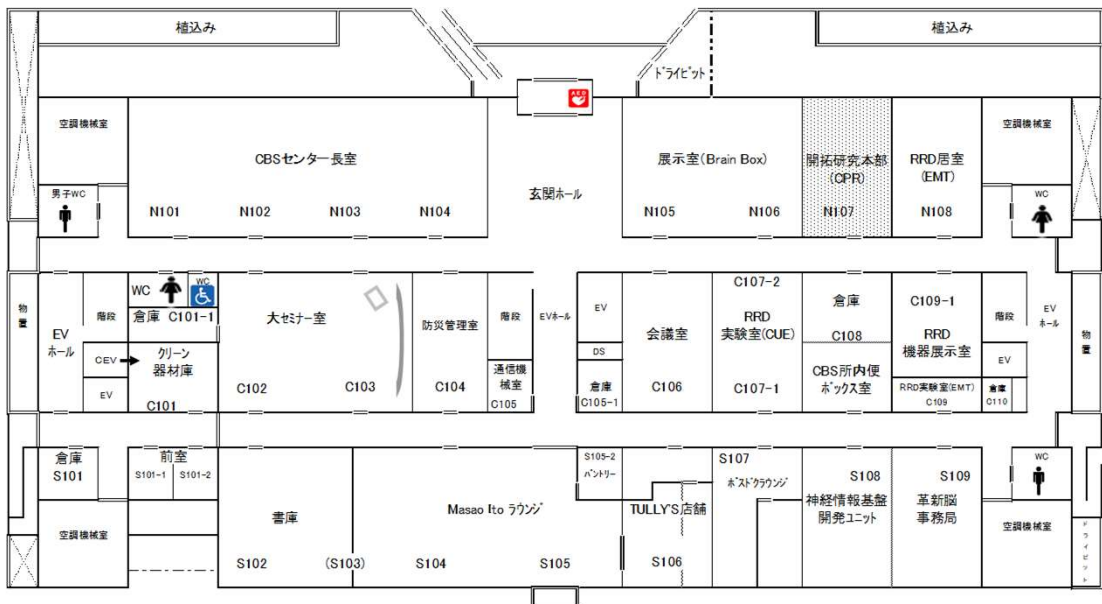 植込み
植込み
ドライピット
AED
空調機械室
CBSセンター長室
玄関ホール
展示室(Brain Box)
開拓研究本部
(CPR)
RRD居室
(EMT)
空調機械室
男子WC
N101
N102
N103
N104
N105
N106
N107
N108
WC
物置
EV
ホール
階段
WC
WC
倉庫 C101-1
CEV
クリーン
器材庫
EV
C101
大セミナー室
C102
C103
防災管理室
C104
階段
通信機
械室
C105
EVホール
EV
DS
倉庫
C105-1
会議室
C106
C107-2
RRD
実験室(CUE)
C107-1
倉庫
C108
CBS所内便
ボックス室
C109-1
RRD
機器展示室
RRD実験室(EMT)
C109
階段
EV
倉庫
C110
EV
ホール
物置
倉庫
S101
前室
S101-1
S101-2
空調機械室
書庫
S102
(S103)
Masao Ito ラウンジ
S104
S105
S105-2
パントリー
TULLY'S店舗
S106
S107
ポスドクラウンジ
S108
神経情報基盤
開発ユニット
S109
革新脳
事務局
WC
空調機械室
ドライピット